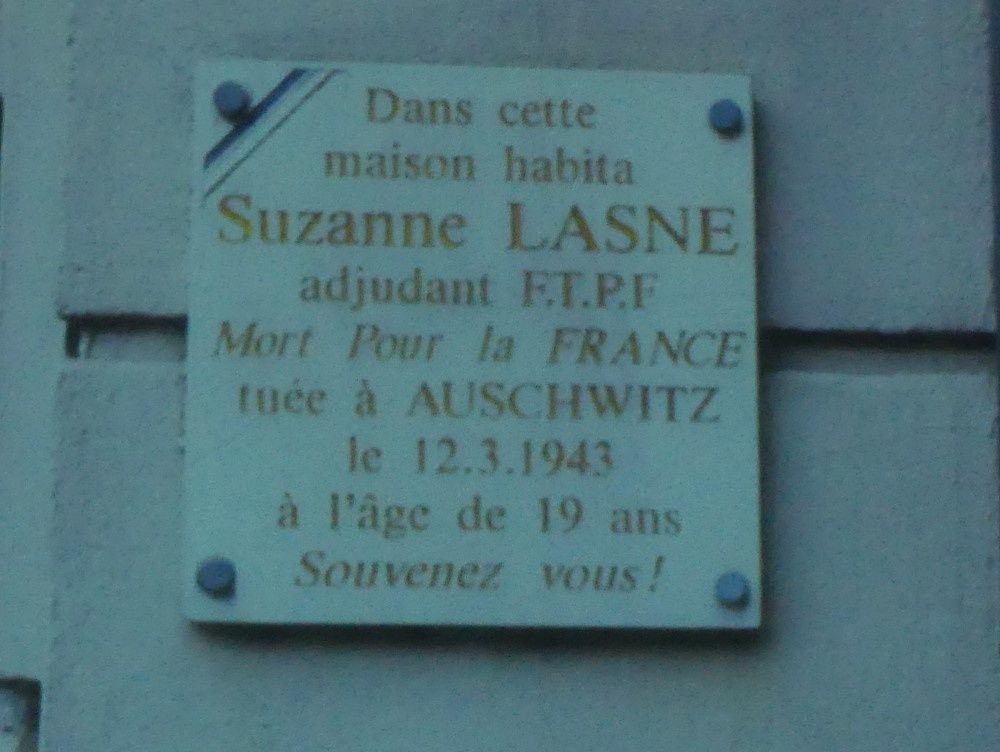 Dans cette
maison habita
Suzanne LASNE
adjudant F.T.P.F
Mort Pour la FRANCE
tuée à AUSCHWITZ
le 12.3.1943
à l'âge de 19 ans
Souvenez vous!